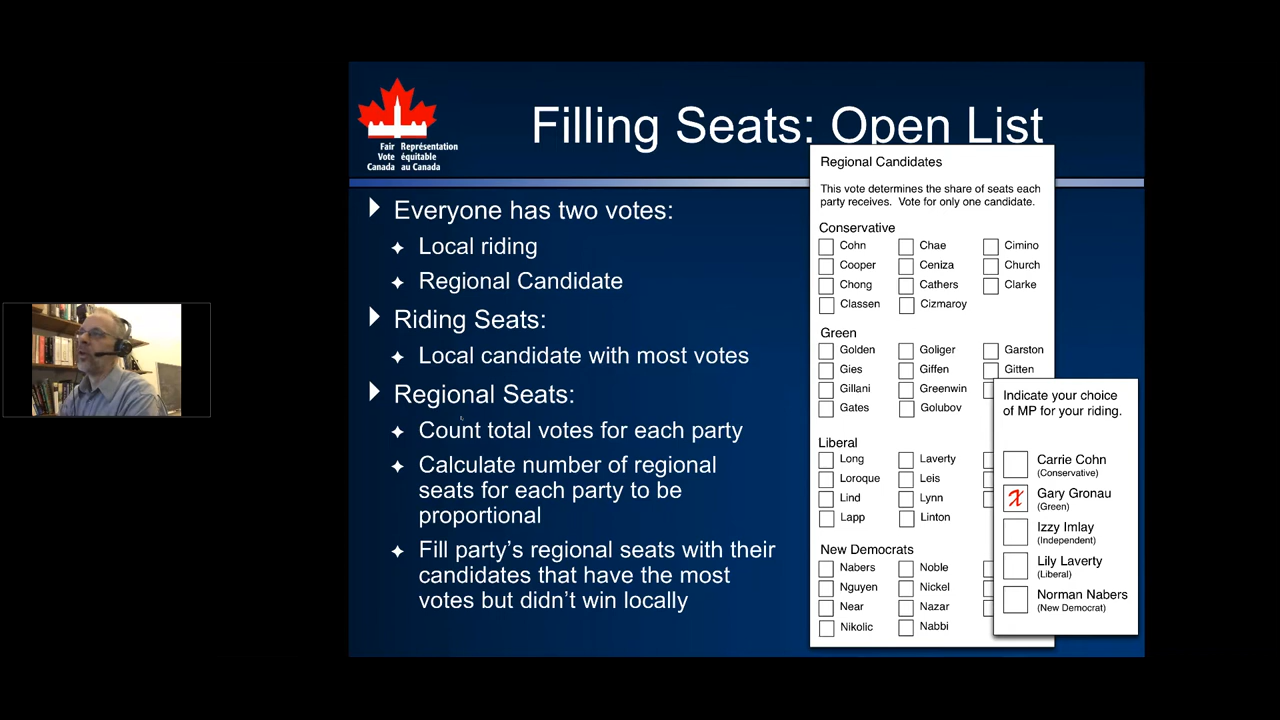 Filling Seats: Open List
Fair Représentation
Vote équitable
Canada au Canada
Everyone has two votes:
Local riding
Regional Candidate
Riding Seats:
Local candidate with most votes
Regional Seats:
Count total votes for each party
Calculate number of regional
seats for each party to be
proportional
Fill party's regional seats with their
candidates that have the most
votes but didn't win locally
Regional Candidates
This vote determines the share of seats each
party receives. Vote for only one candidate.
Conservative
Cohn Chae Cimino
Cooper Ceniza Church
Chong Cathers Clarke
Classen Cizmaroy
Green
Golden Goliger Garston
Gies Giffen Gitten
Gillani Greenwin
Gates Golubov
Liberal
Long Laverty
Loroque Leis
Lind Lynn
Lapp Linton
New Democrats
Nabers Noble
Nguyen Nickel
Near Nazar
Nikolic Nabbi
Indicate your choice
of MP for your riding.
Carrie Cohn
(Conservative)
X Gary Gronau
(Green)
Izzy Imlay
(Independent)
Lily Laverty
(Liberal)
Norman Nabers
(New Democrat)